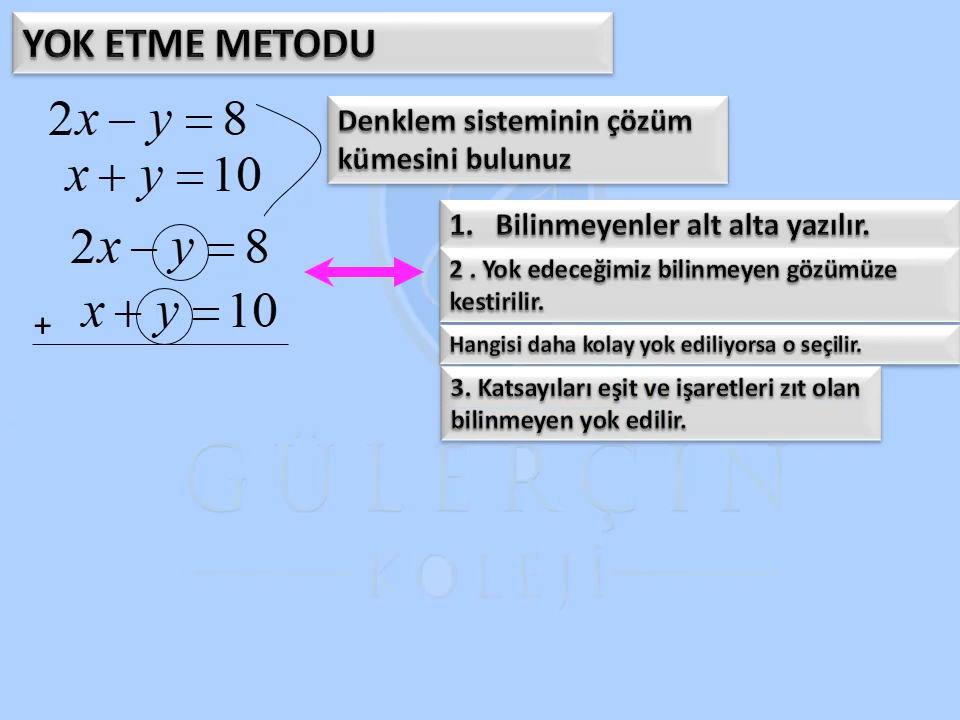 YOK ETME METODU
2x − y = 8
x + y = 10
Denklem sisteminin çözüm
kümesini bulunuz
2x − y = 8
x + y = 10
+
1. Bilinmeyenler alt alta yazılır.
2 . Yok edeceğimiz bilinmeyen gözümüze
kestirilir.
Hangisi daha kolay yok ediliyorsa o seçilir.
3. Katsayıları eşit ve işaretleri zıt olan
bilinmeyen yok edilir.
GÜLERÇİN
KOLEJİ